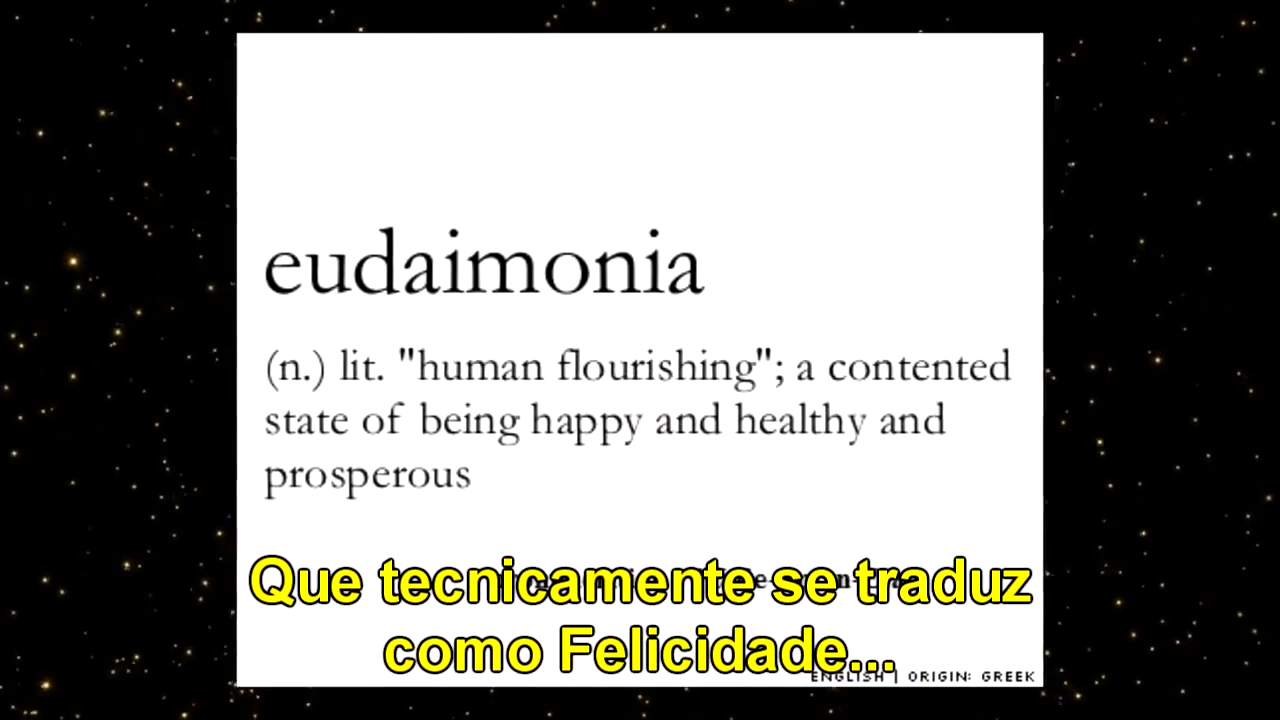 eudaimonia
(n.) lit. "human flourishing"; a contented
state of being happy and healthy and
prosperous
Que tecnicamente se traduz
como Felicidade...
ENGLISH | ORIGIN: GREEK